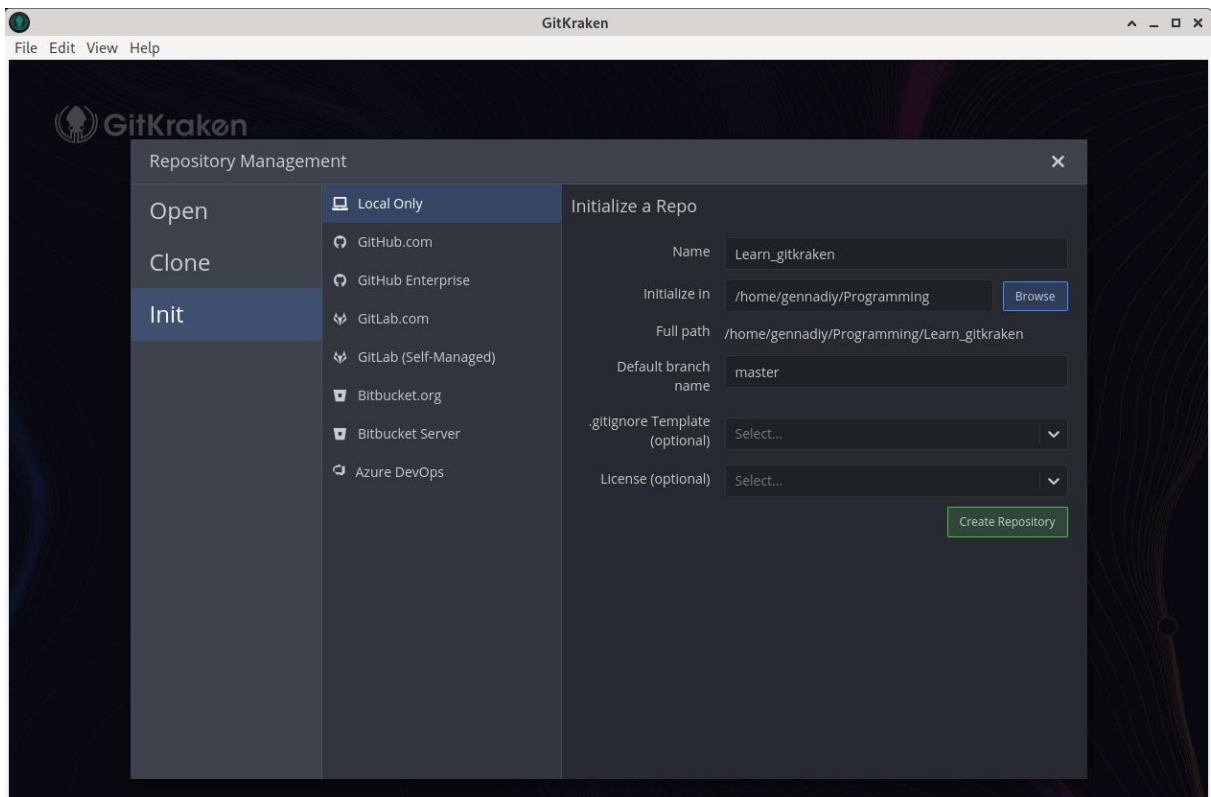 GitKraken
File Edit View Help
GitKraken
Repository Management
Open
Clone
Init
Local Only
GitHub.com
GitHub Enterprise
GitLab.com
GitLab (Self-Managed)
Bitbucket.org
Bitbucket Server
Azure DevOps
Initialize a Repo
Name Learn_gitkraken
Initialize in /home/gennadiy/Programming Browse
Full path /home/gennadiy/Programming/Learn_gitkraken
Default branch
name master
.gitignore Template
(optional) Select...
License (optional) Select...
Create Repository